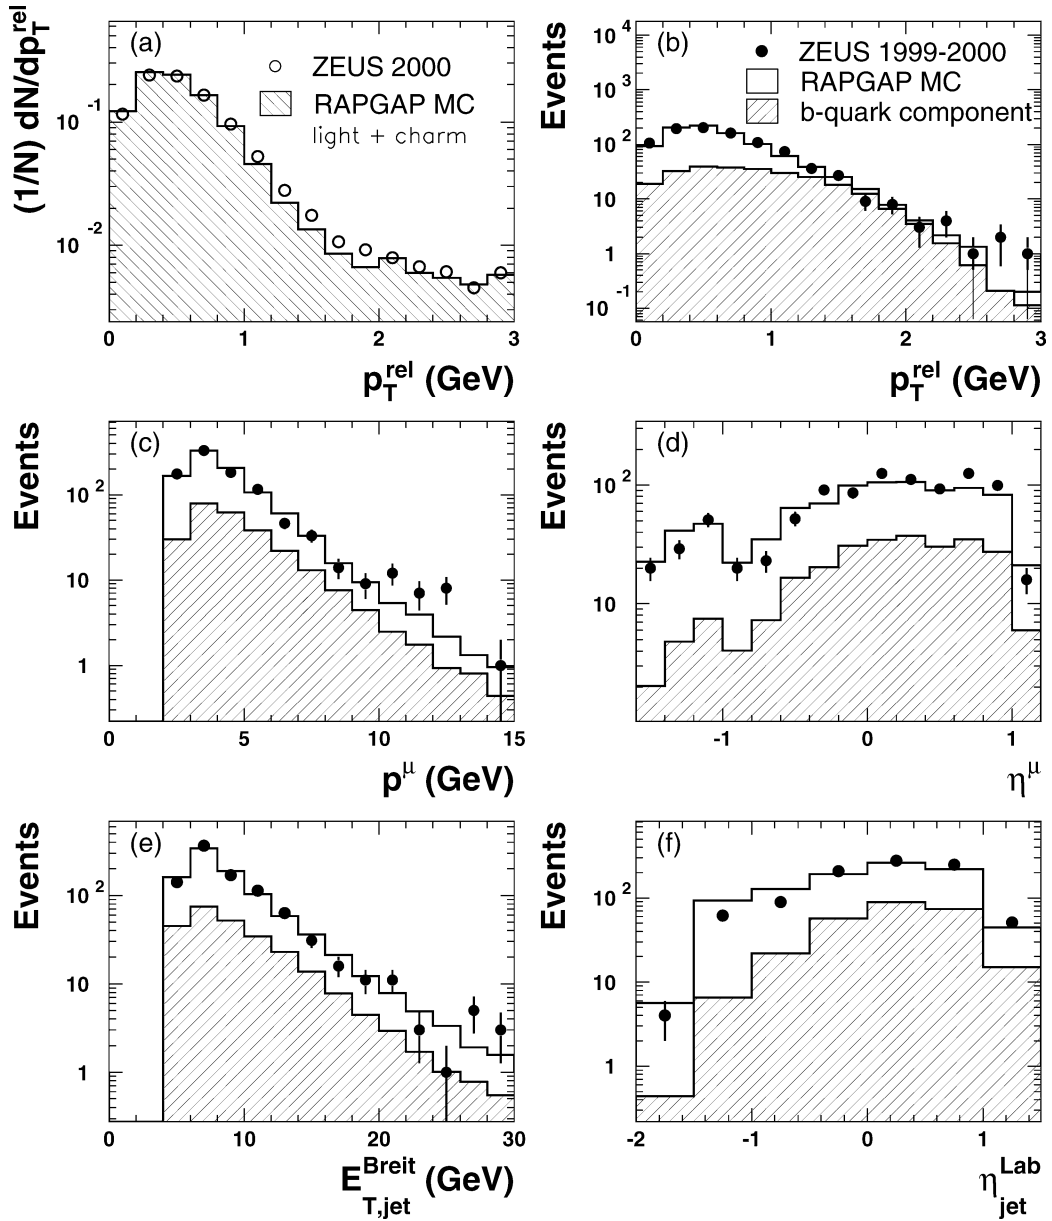 (a)
ZEUS 2000
RAPGAP MC
light + charm
(1/N) dN/dp_T^rel
10^-1
10^-2
0 1 2 3
p_T^rel (GeV)
(b)
ZEUS 1999-2000
RAPGAP MC
b-quark component
Events
10^4
10^3
10^2
10
1
10^-1
0 1 2 3
p_T^rel (GeV)
(c)
Events
10^2
10
1
0 5 10 15
p^μ (GeV)
(d)
Events
10^2
10
-1 0 1
η^μ
(e)
Events
10^2
10
1
0 10 20 30
E_T,jet^Breit (GeV)
(f)
Events
10^2
10
1
-2 -1 0 1
η_jet^Lab